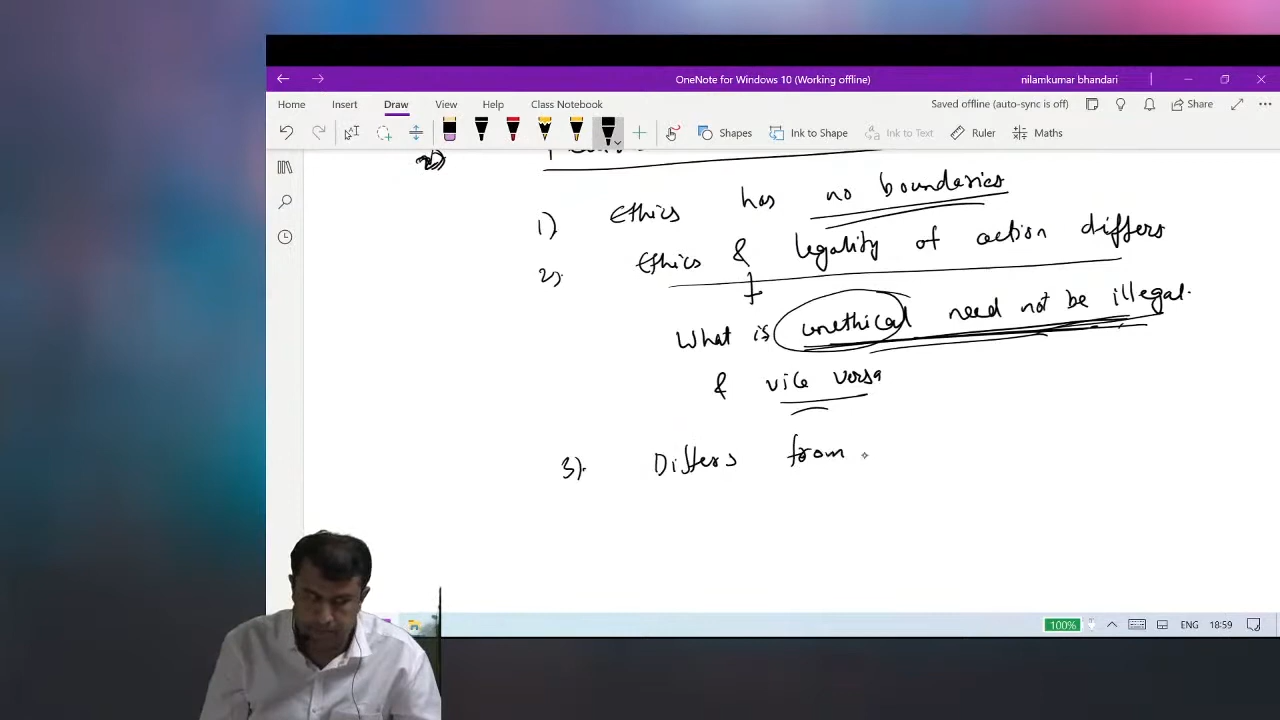 OneNote for Windows 10 (Working offline)
nilamkumar bhandari
Home Insert Draw View Help Class Notebook
Saved offline (auto-sync is off)
Share
Shapes
Ink to Shape
Ink to Text
Ruler
Maths
1). Ethics has no boundaries
2). Ethics & legality of action differs
What is unethical need not be illegal.
& vice versa
3). Differs from
100% ENG 18:59